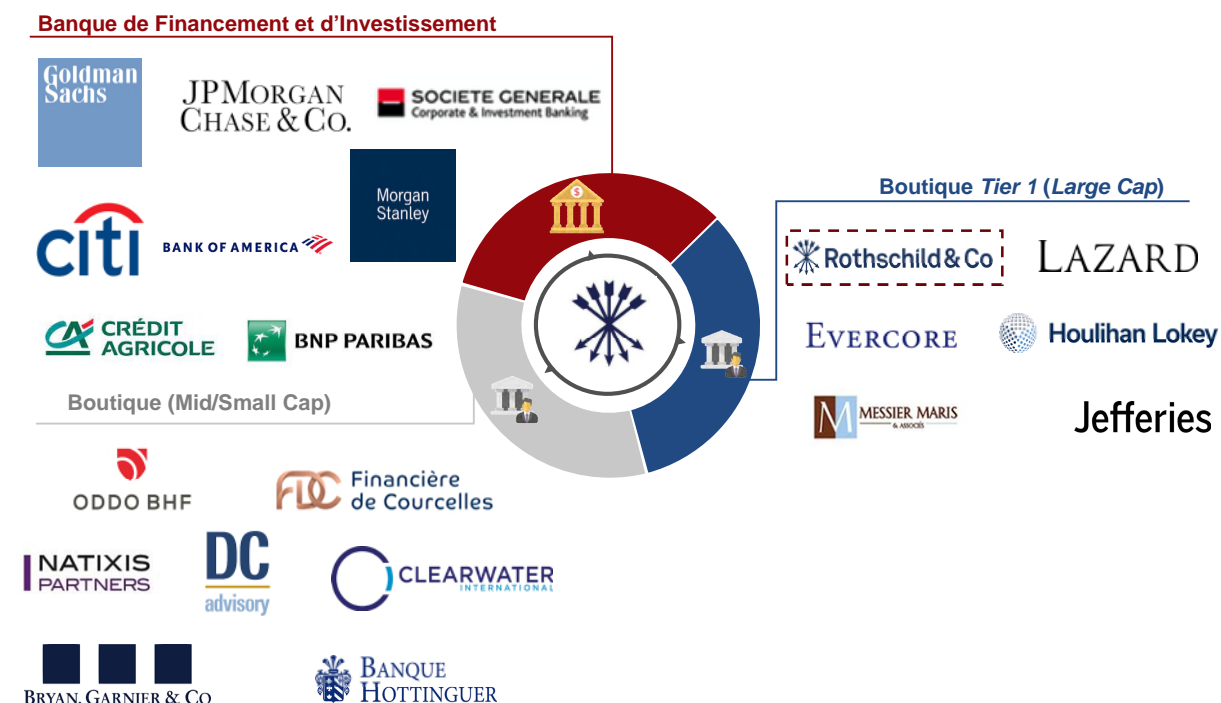 Banque de Financement et d’Investissement
Goldman
Sachs
JPMORGAN
CHASE & CO.
SOCIETE GENERALE
Corporate & Investment Banking
Morgan
Stanley
citi
BANK OF AMERICA
CRÉDIT
AGRICOLE
BNP PARIBAS
$
Boutique Tier 1 (Large Cap)
Rothschild & Co
LAZARD
EVERCORE
Houlihan Lokey
M
MESSIER MARIS
& ASSOCIÉS
Jefferies
Boutique (Mid/Small Cap)
ODDO BHF
FDC
Financière
de Courcelles
NATIXIS
PARTNERS
DC
advisory
CLEARWATER
INTERNATIONAL
BRYAN, GARNIER & CO
BANQUE
HOTTINGUER